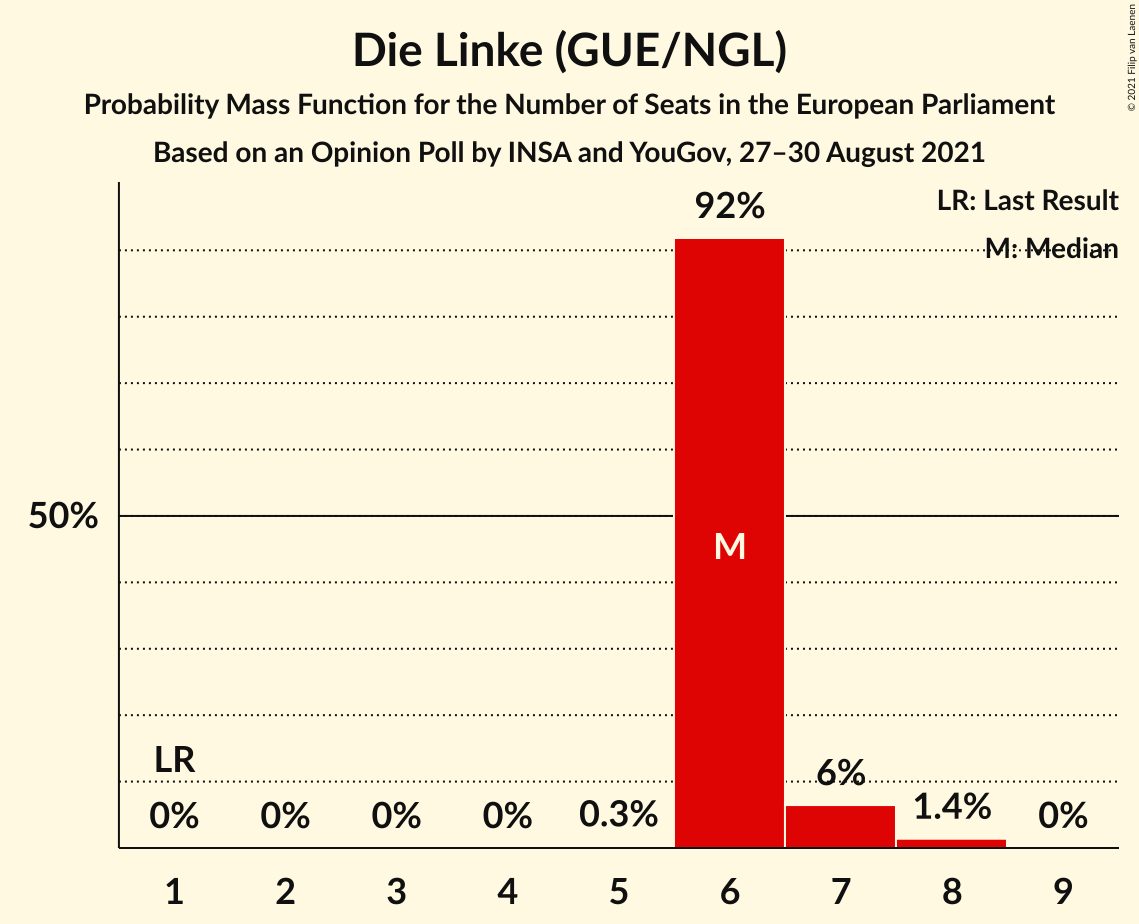 Die Linke (GUE/NGL)
Probability Mass Function for the Number of Seats in the European Parliament
Based on an Opinion Poll by INSA and YouGov, 27–30 August 2021
© 2021 Filip van Laenen
LR: Last Result
M: Median
92%
50%
M
LR
0%
0%
0%
0%
0.3%
6%
1.4%
0%
1 2 3 4 5 6 7 8 9